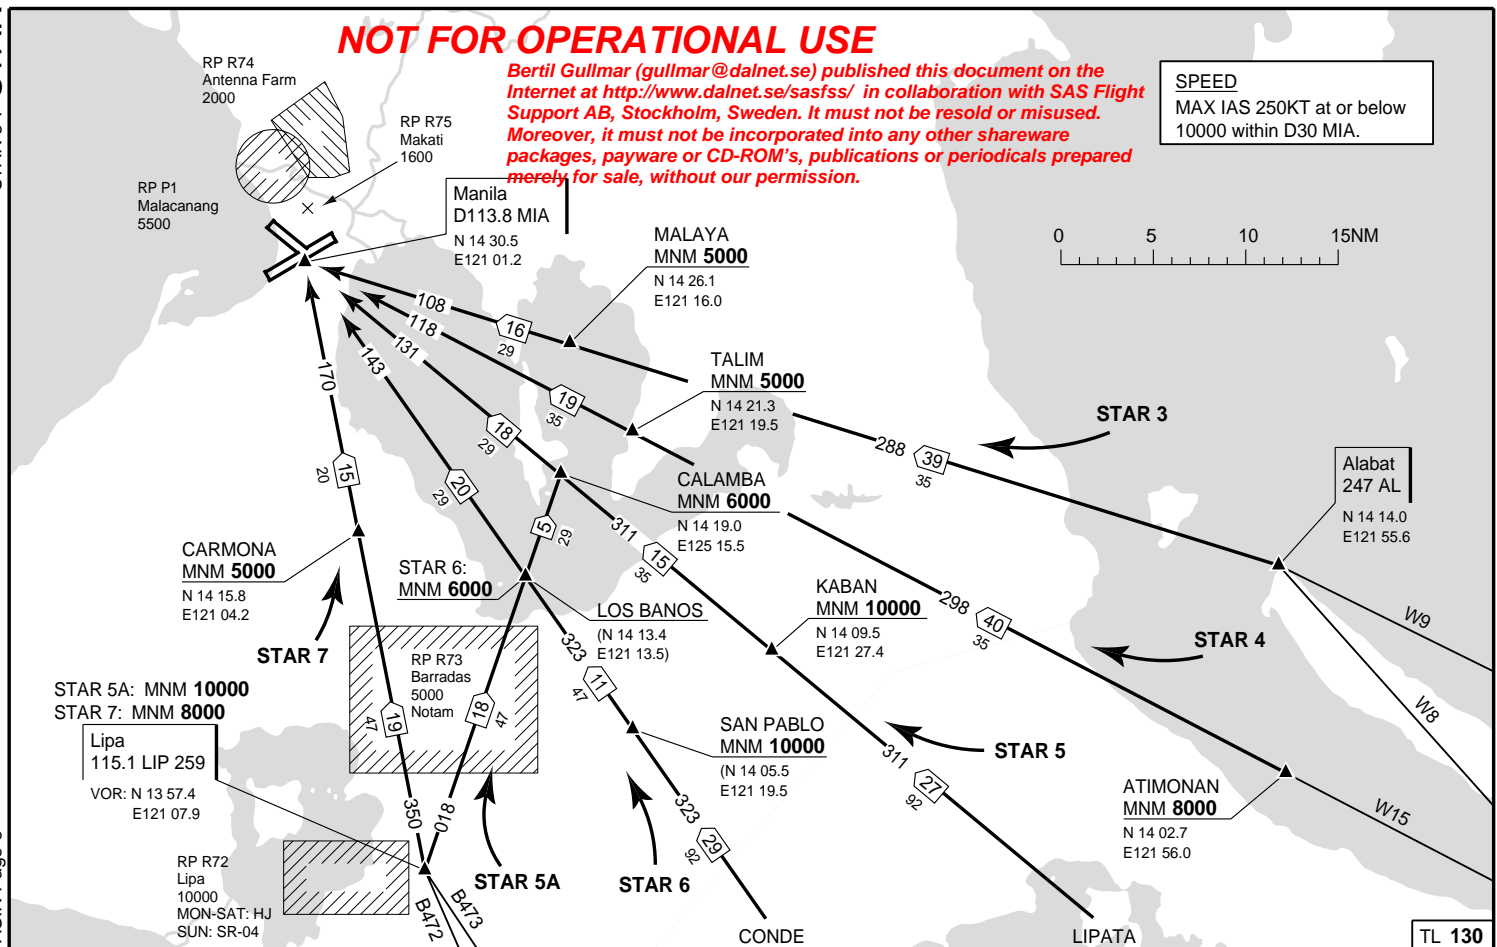 NOT FOR OPERATIONAL USE
Bertil Gullmar (gullmar@dalnet.se) published this document on the
Internet at http://www.dalnet.se/sasfss/ in collaboration with SAS Flight
Support AB, Stockholm, Sweden. It must not be resold or misused.
Moreover, it must not be incorporated into any other shareware
packages, payware or CD-ROM's, publications or periodicals prepared
merely for sale, without our permission.
SPEED
MAX IAS 250KT at or below
10000 within D30 MIA.
RP R74
Antenna Farm
2000
RP R75
Makati
1600
RP P1
Malacanang
5500
Manila
D113.8 MIA
N 14 30.5
E121 01.2
MALAYA
MNM 5000
N 14 26.1
E121 16.0
0 5 10 15NM
108
16
29
118
19
35
131
18
29
143
20
29
170
15
20
TALIM
MNM 5000
N 14 21.3
E121 19.5
STAR 3
288
39
35
Alabat
247 AL
N 14 14.0
E121 55.6
CALAMBA
MNM 6000
N 14 19.0
E125 15.5
CARMONA
MNM 5000
N 14 15.8
E121 04.2
STAR 6:
MNM 6000
5
29
311
15
35
LOS BANOS
(N 14 13.4
E121 13.5)
KABAN
MNM 10000
N 14 09.5
E121 27.4
298
40
35
W9
STAR 4
STAR 7
RP R73
Barradas
5000
Notam
323
11
47
STAR 5A: MNM 10000
STAR 7: MNM 8000
Lipa
115.1 LIP 259
VOR: N 13 57.4
E121 07.9
47
19
18
47
SAN PABLO
MNM 10000
(N 14 05.5
E121 19.5
STAR 5
311
27
92
W8
ATIMONAN
MNM 8000
N 14 02.7
E121 56.0
W15
350
018
323
29
92
RP R72
Lipa
10000
MON-SAT: HJ
SUN: SR-04
STAR 5A
STAR 6
B473
B472
CONDE
LIPATA
TL 130